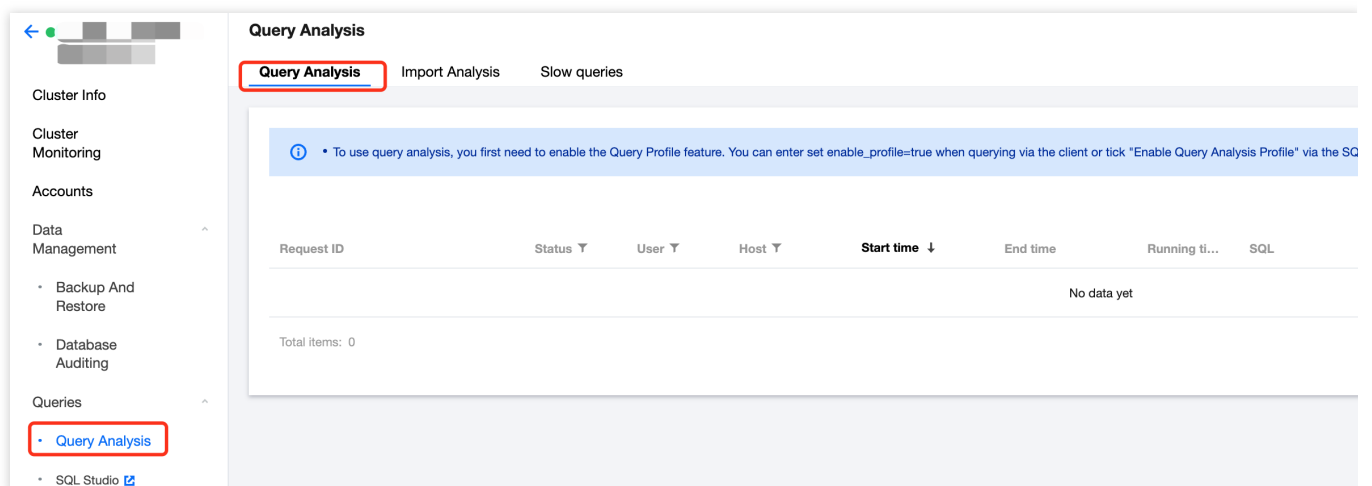 Query Analysis
Query Analysis Import Analysis Slow queries
Cluster Info
Cluster
Monitoring
Accounts
Data
Management
• Backup And
Restore
• Database
Auditing
Queries
• Query Analysis
• SQL Studio
• To use query analysis, you first need to enable the Query Profile feature. You can enter set enable_profile=true when querying via the client or tick "Enable Query Analysis Profile" via the SQ
Request ID Status User Host Start time ↓ End time Running ti... SQL
No data yet
Total items: 0